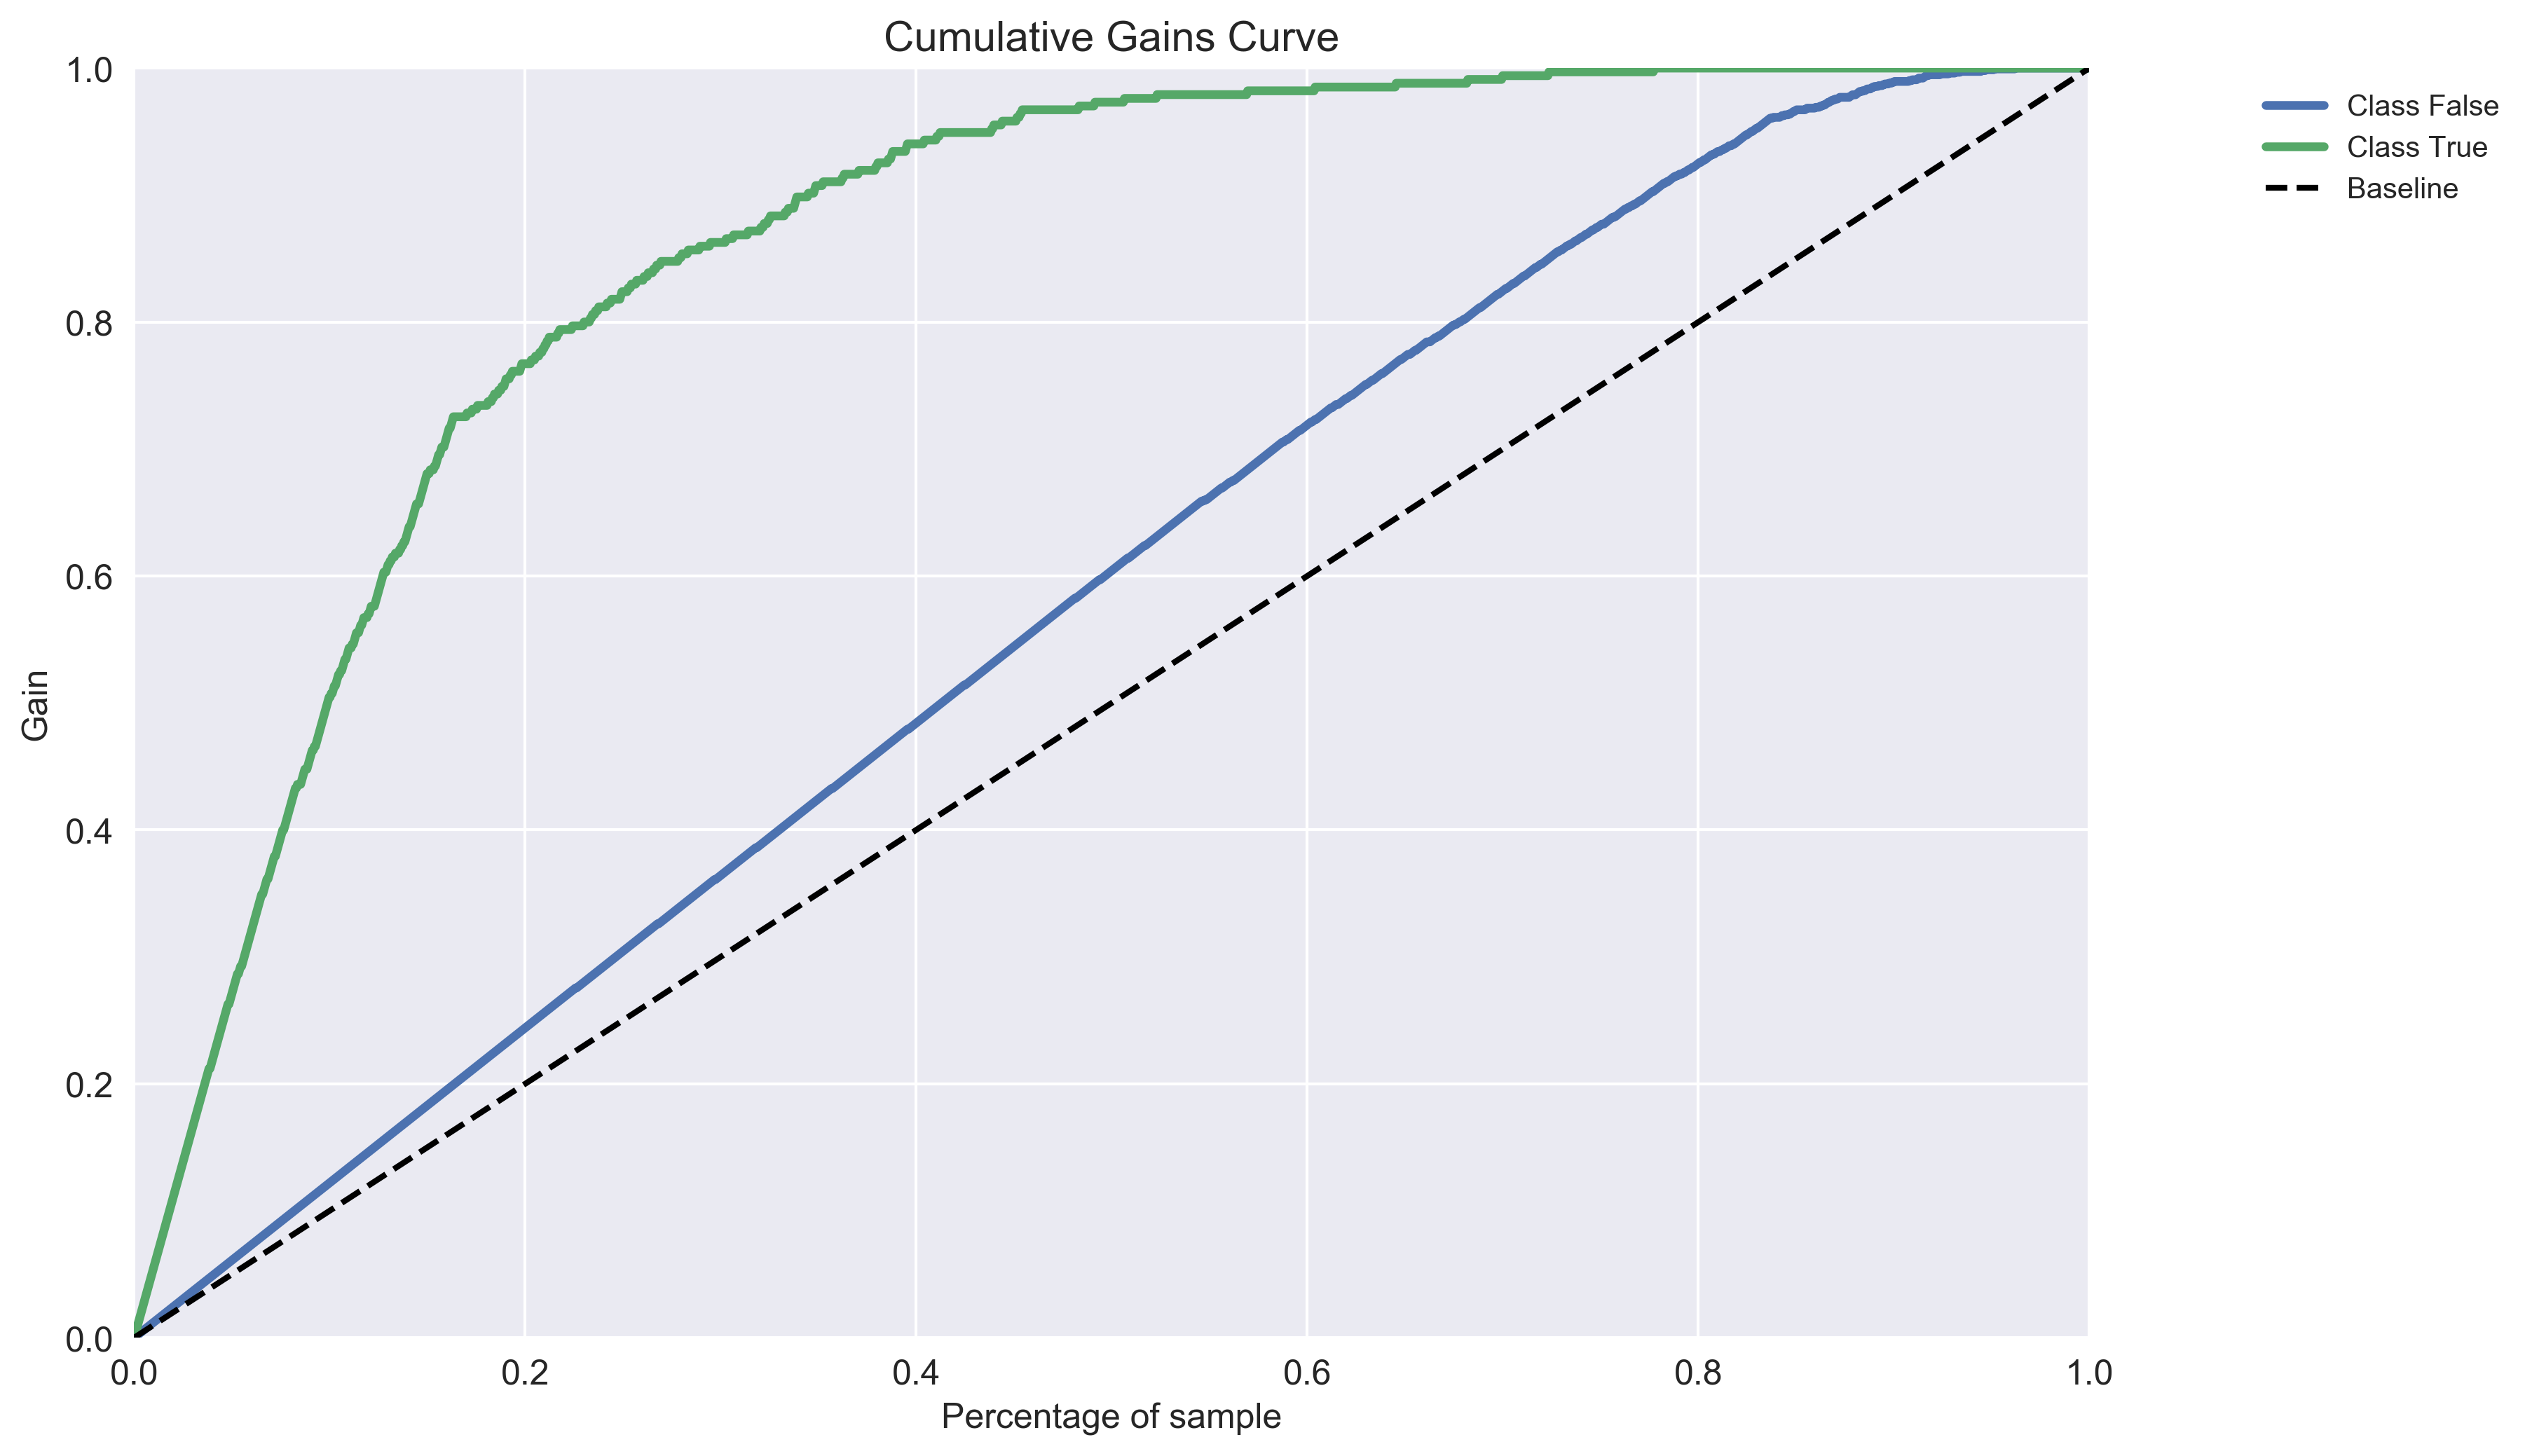 Cumulative Gains Curve
1.0
0.8
0.6
0.4
0.2
0.0
Gain
0.0 0.2 0.4 0.6 0.8 1.0
Percentage of sample
Class False
Class True
Baseline